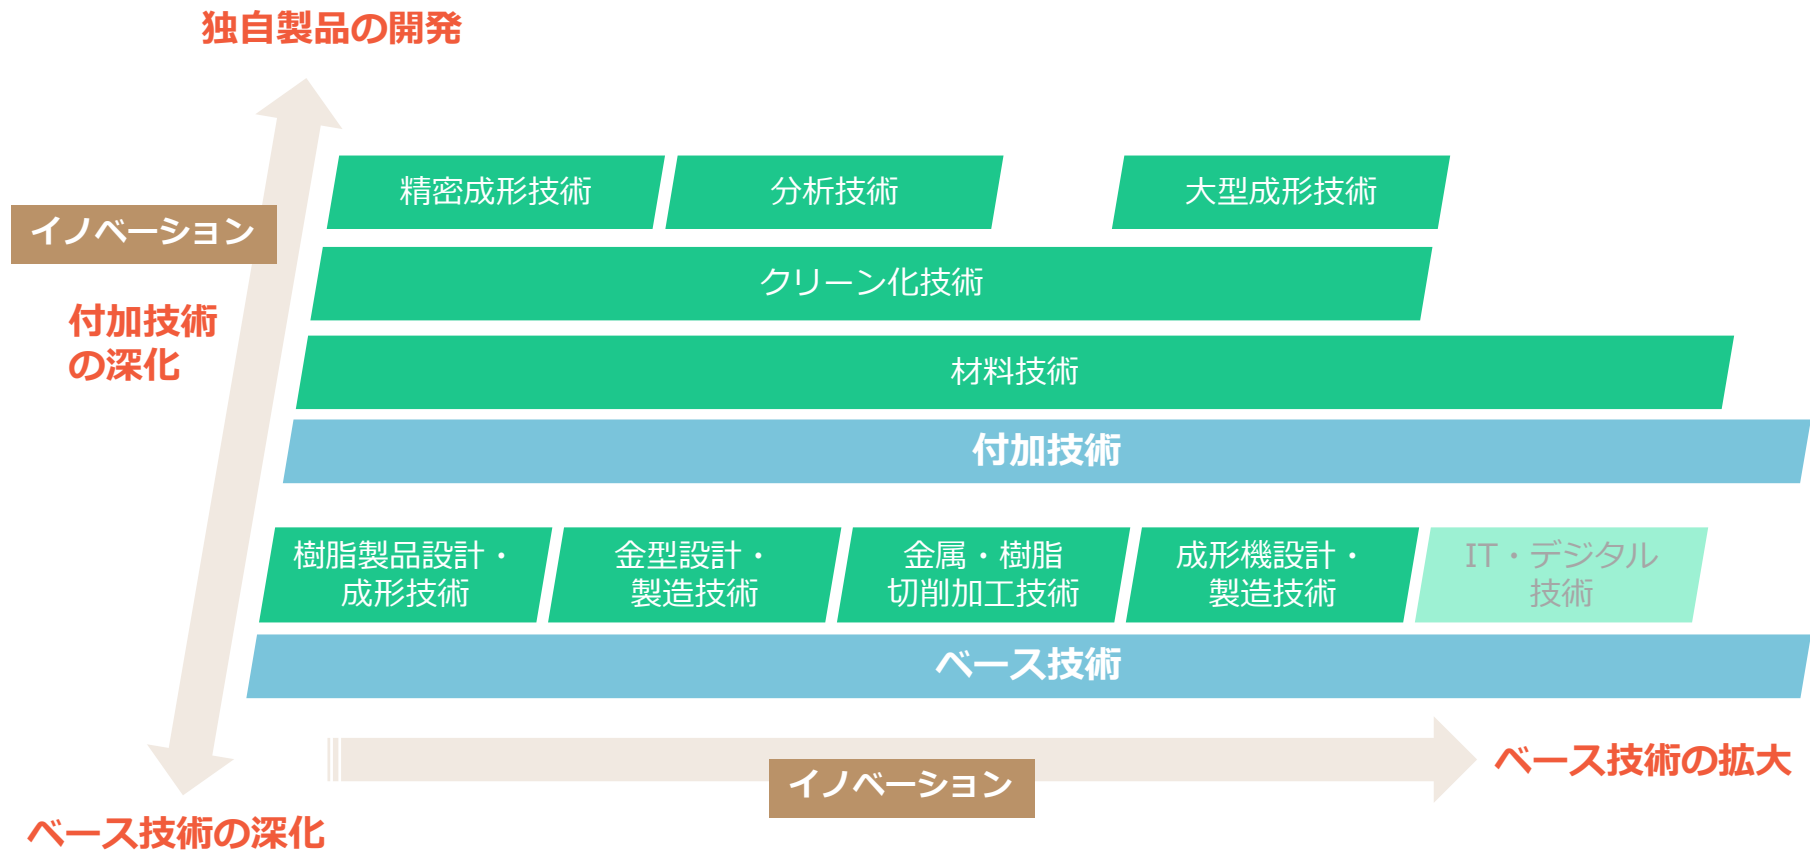 独自製品の開発
精密成形技術
分析技術
大型成形技術
イノベーション
クリーン化技術
付加技術
の深化
材料技術
付加技術
樹脂製品設計・
成形技術
金型設計・
製造技術
金属・樹脂
切削加工技術
成形機設計・
製造技術
IT・デジタル
技術
ベース技術
ベース技術の拡大
イノベーション
ベース技術の深化